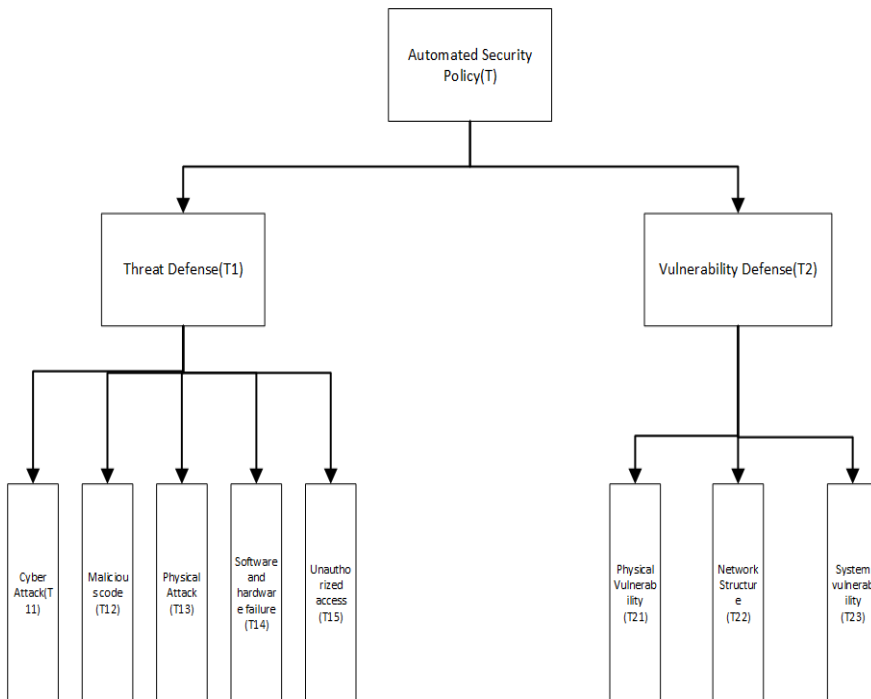 Automated Security
Policy(T)
Threat Defense(T1)
Vulnerability Defense(T2)
Cyber
Attack(T
11)
Maliciou
s code
(T12)
Physical
Attack
(T13)
Software
and
hardwar
e failure
(T14)
Unautho
rized
access
(T15)
Physical
Vulnerab
ility
(T21)
Network
Structur
e
(T22)
System
vulnerab
ility
(T23)